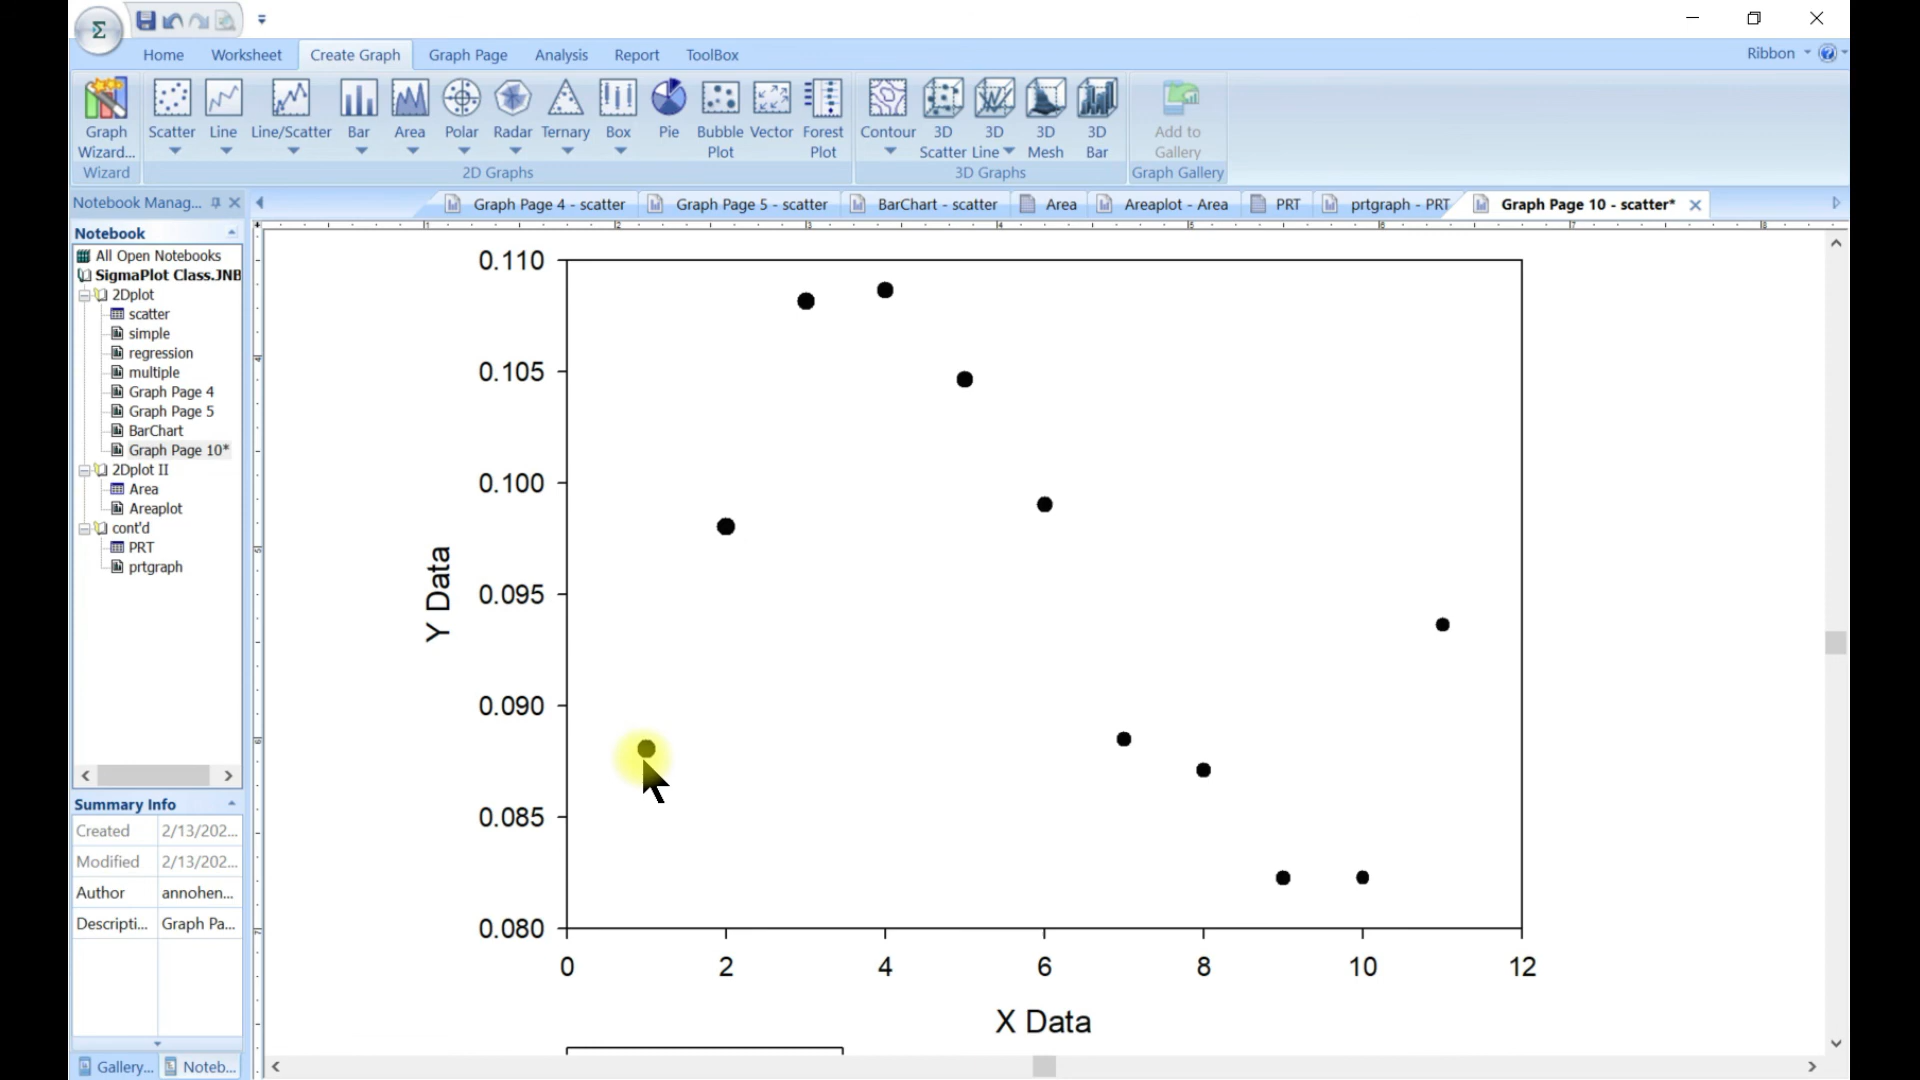 Home Worksheet Create Graph Graph Page Analysis Report ToolBox Ribbon
Graph Wizard...
Scatter
Line
Line/Scatter
Bar
Area
Polar
Radar
Ternary
Box
Pie
Bubble Plot
Vector
Forest Plot
Contour
3D Scatter
3D Line
3D Mesh
3D Bar
Add to Gallery
Wizard
2D Graphs
3D Graphs
Graph Gallery
Notebook Manag...
Graph Page 4 - scatter
Graph Page 5 - scatter
BarChart - scatter
Area
Areaplot - Area
PRT
prtgraph - PRT
Graph Page 10 - scatter*
Notebook
All Open Notebooks
SigmaPlot Class.JNB
2Dplot
scatter
simple
regression
multiple
Graph Page 4
Graph Page 5
BarChart
Graph Page 10*
2Dplot II
Area
Areaplot
cont'd
PRT
prtgraph
Summary Info
Created 2/13/202...
Modified 2/13/202...
Author annohen...
Descripti... Graph Pa...
Gallery...
Noteb...
0.110
0.105
0.100
0.095
0.090
0.085
0.080
Y Data
0 2 4 6 8 10 12
X Data